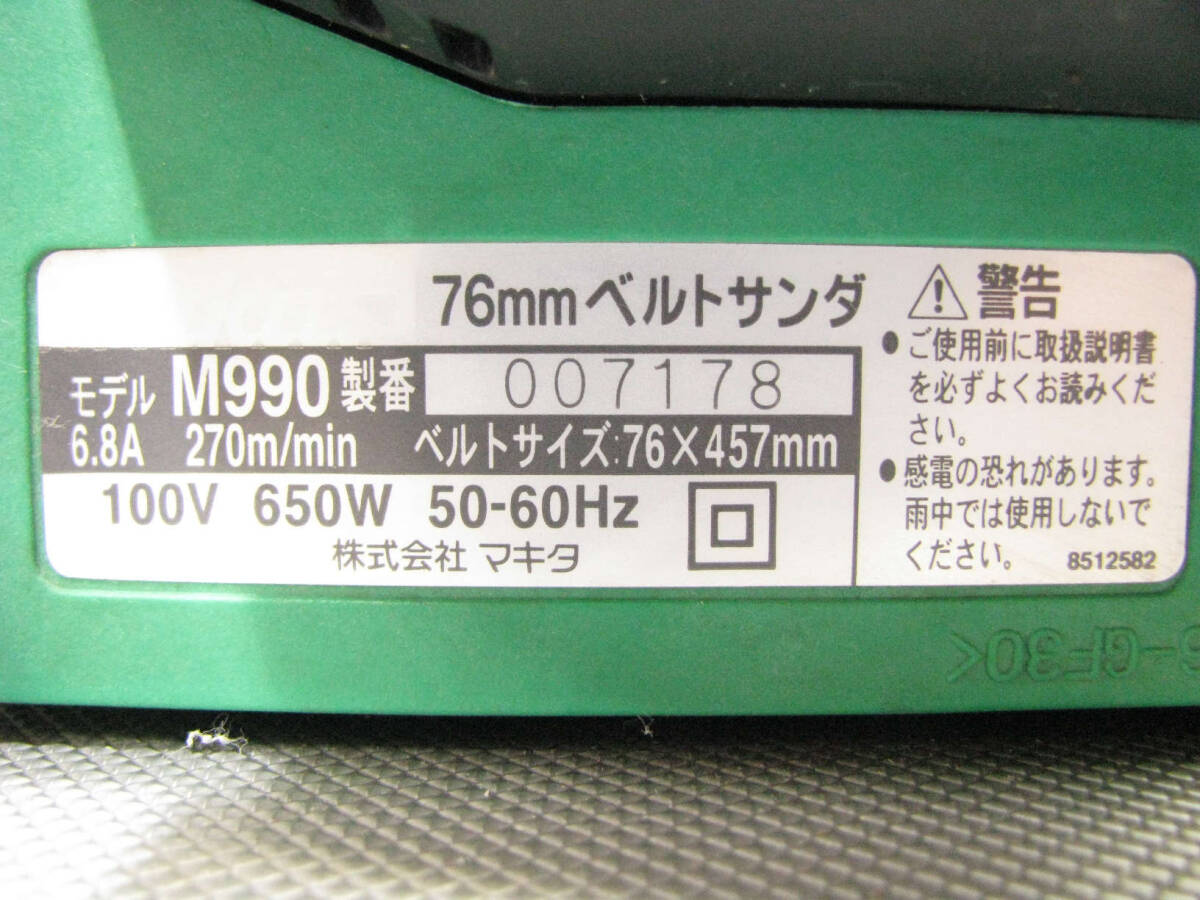 76mmベルトサンダ
モデル M990 製番 007178
6.8A 270m/min ベルトサイズ:76×457mm
100V 650W 50-60Hz
株式会社 マキタ
⚠警告
●ご使用前に取扱説明書
を必ずよくお読みくだ
さい。
●感電の恐れがあります。
雨中では使用しないで
ください。
8512582
-GF30<